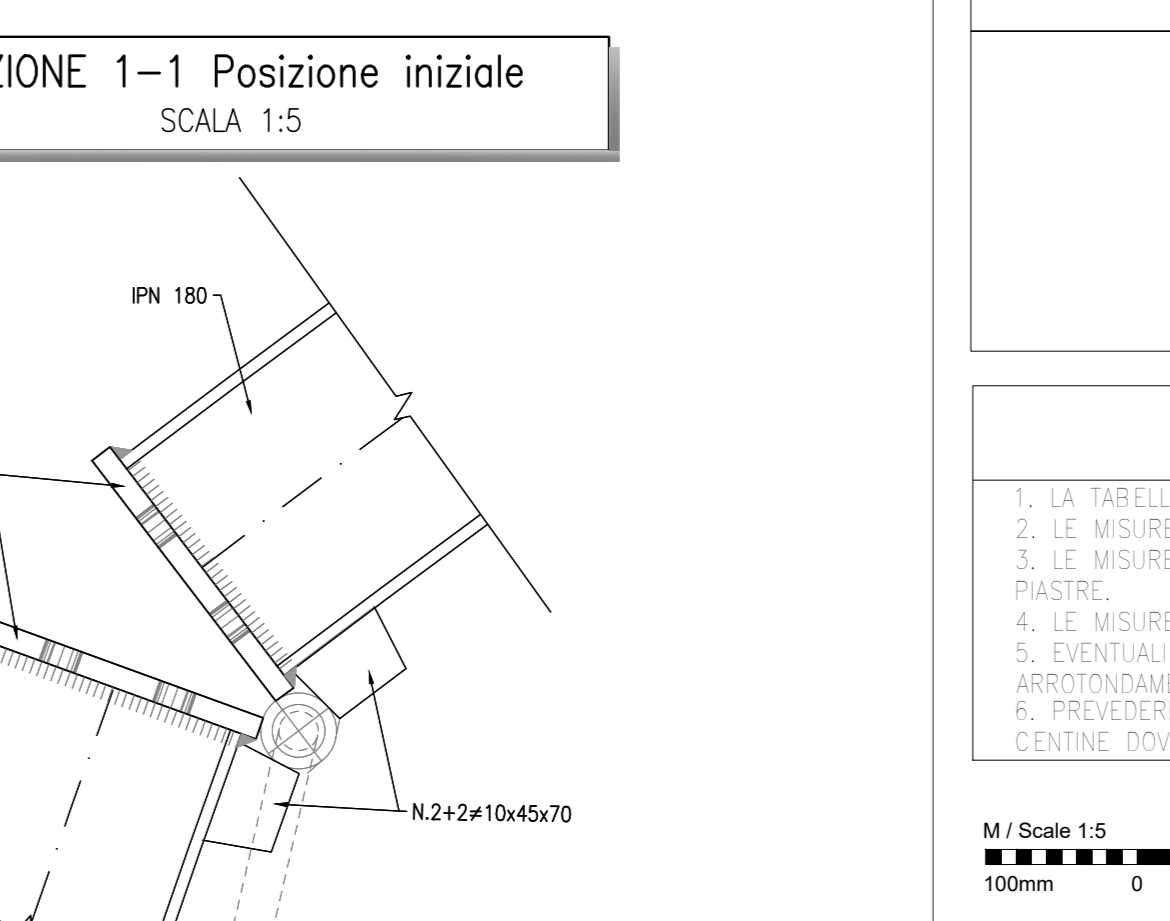 ZIONE 1-1 Posizione iniziale
SCALA 1:5
IPN 180
N.2+2≠10x45x70
1. LA TABELL
2. LE MISURE
3. LE MISURE
PIASTRE.
4. LE MISURE
5. EVENTUALI
ARROTONDAME
6. PREVEDER
CENTINE DOV
M / Scale 1:5
100mm 0